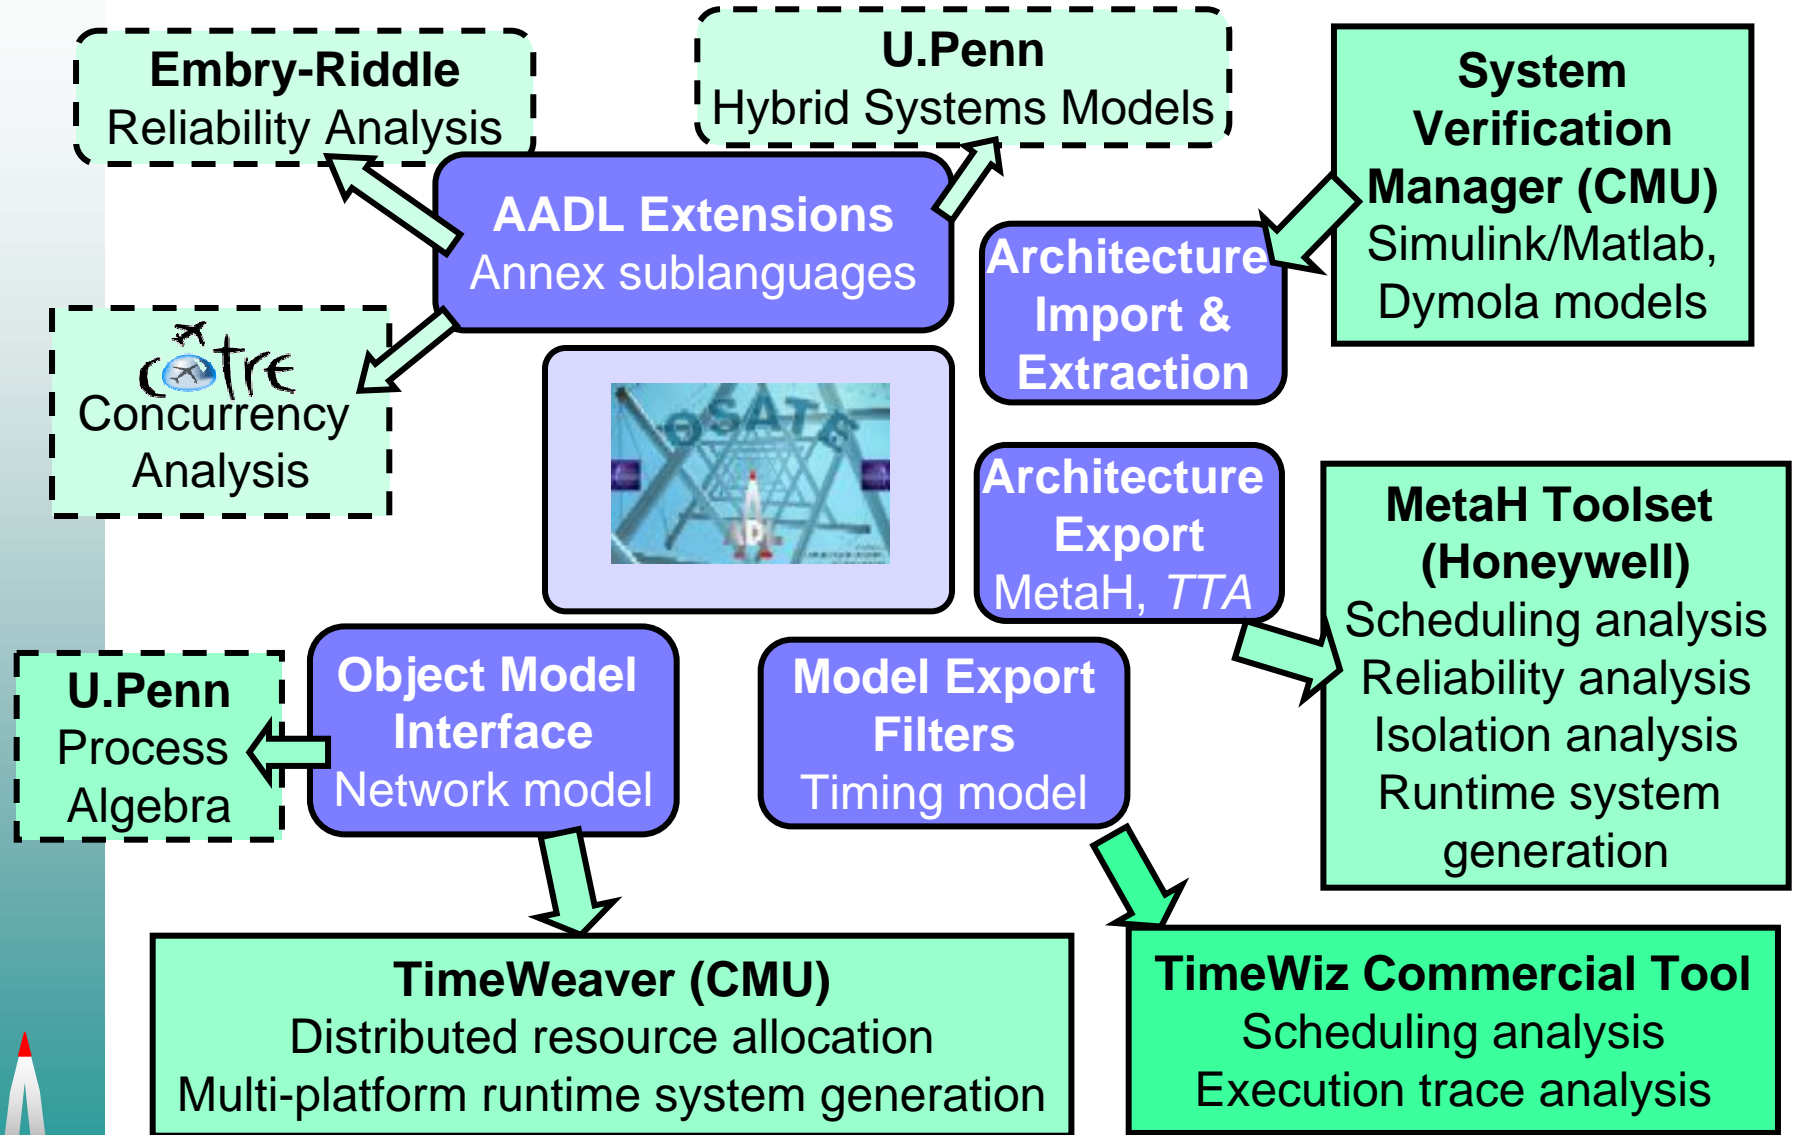 Embry-Riddle
Reliability Analysis
U.Penn
Hybrid Systems Models
System
Verification
Manager (CMU)
Simulink/Matlab,
Dymola models
AADL Extensions
Annex sublanguages
Architecture
Import &
Extraction
cotre
Concurrency
Analysis
OSATE
Architecture
Export
MetaH, TTA
MetaH Toolset
(Honeywell)
Scheduling analysis
Reliability analysis
Isolation analysis
Runtime system
generation
U.Penn
Process
Algebra
Object Model
Interface
Network model
Model Export
Filters
Timing model
TimeWeaver (CMU)
Distributed resource allocation
Multi-platform runtime system generation
TimeWiz Commercial Tool
Scheduling analysis
Execution trace analysis